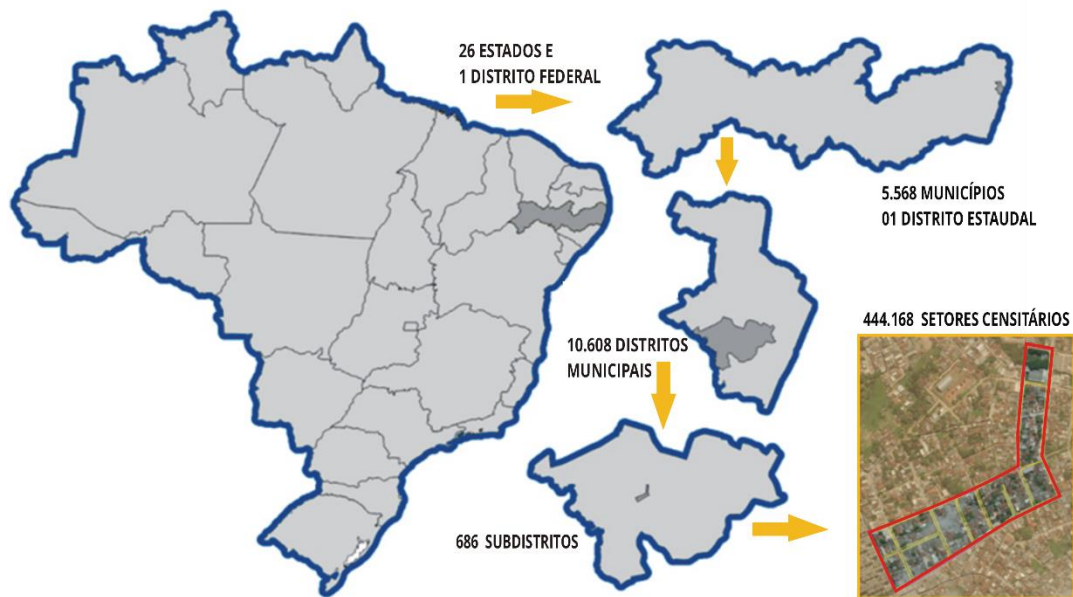 26 ESTADOS E
1 DISTRITO FEDERAL
5.568 MUNICÍPIOS
01 DISTRITO ESTAUDAL
444.168 SETORES CENSITÁRIOS
10.608 DISTRITOS
MUNICIPAIS
686 SUBDISTRITOS